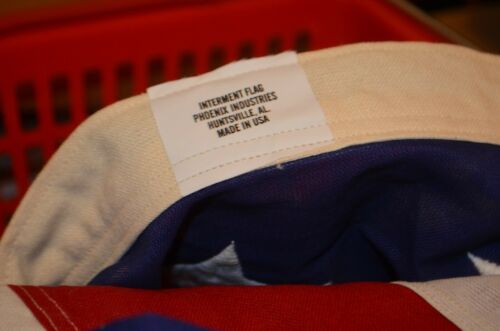 INTERMENT FLAG
PHOENIX INDUSTRIES
HUNTSVILLE, AL.
MADE IN USA